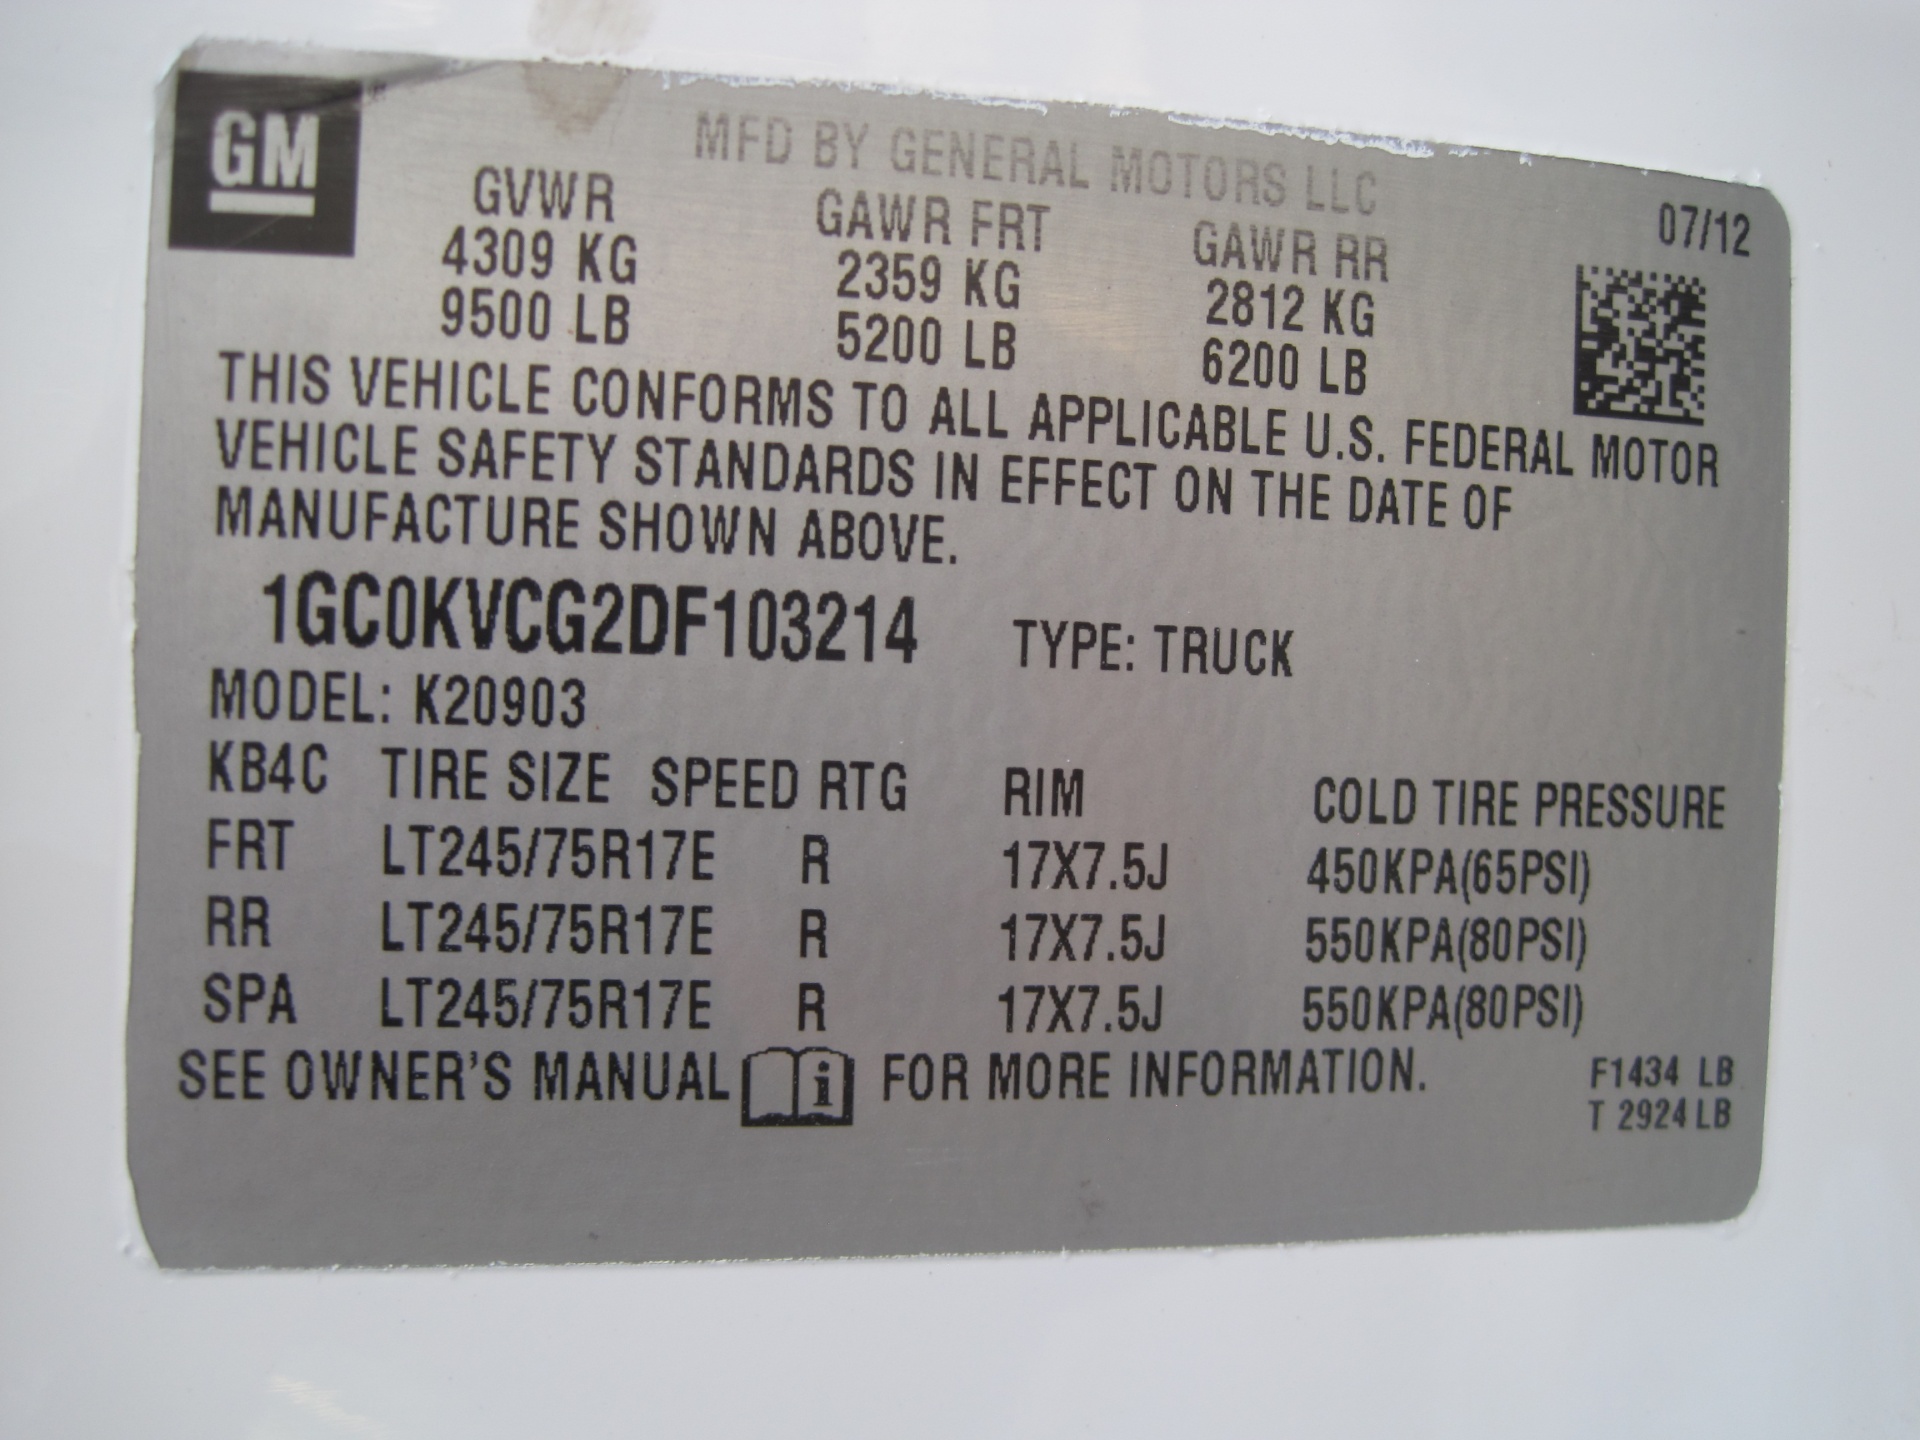 GM
MFD BY GENERAL MOTORS LLC
07/12
GVWR GAWR FRT GAWR RR
4309 KG 2359 KG 2812 KG
9500 LB 5200 LB 6200 LB
THIS VEHICLE CONFORMS TO ALL APPLICABLE U.S. FEDERAL MOTOR
VEHICLE SAFETY STANDARDS IN EFFECT ON THE DATE OF
MANUFACTURE SHOWN ABOVE.
1GC0KVCG2DF103214 TYPE: TRUCK
MODEL: K20903
KB4C TIRE SIZE SPEED RTG RIM COLD TIRE PRESSURE
FRT LT245/75R17E R 17X7.5J 450KPA(65PSI)
RR LT245/75R17E R 17X7.5J 550KPA(80PSI)
SPA LT245/75R17E R 17X7.5J 550KPA(80PSI)
SEE OWNER'S MANUAL i FOR MORE INFORMATION.
F1434 LB
T 2924 LB